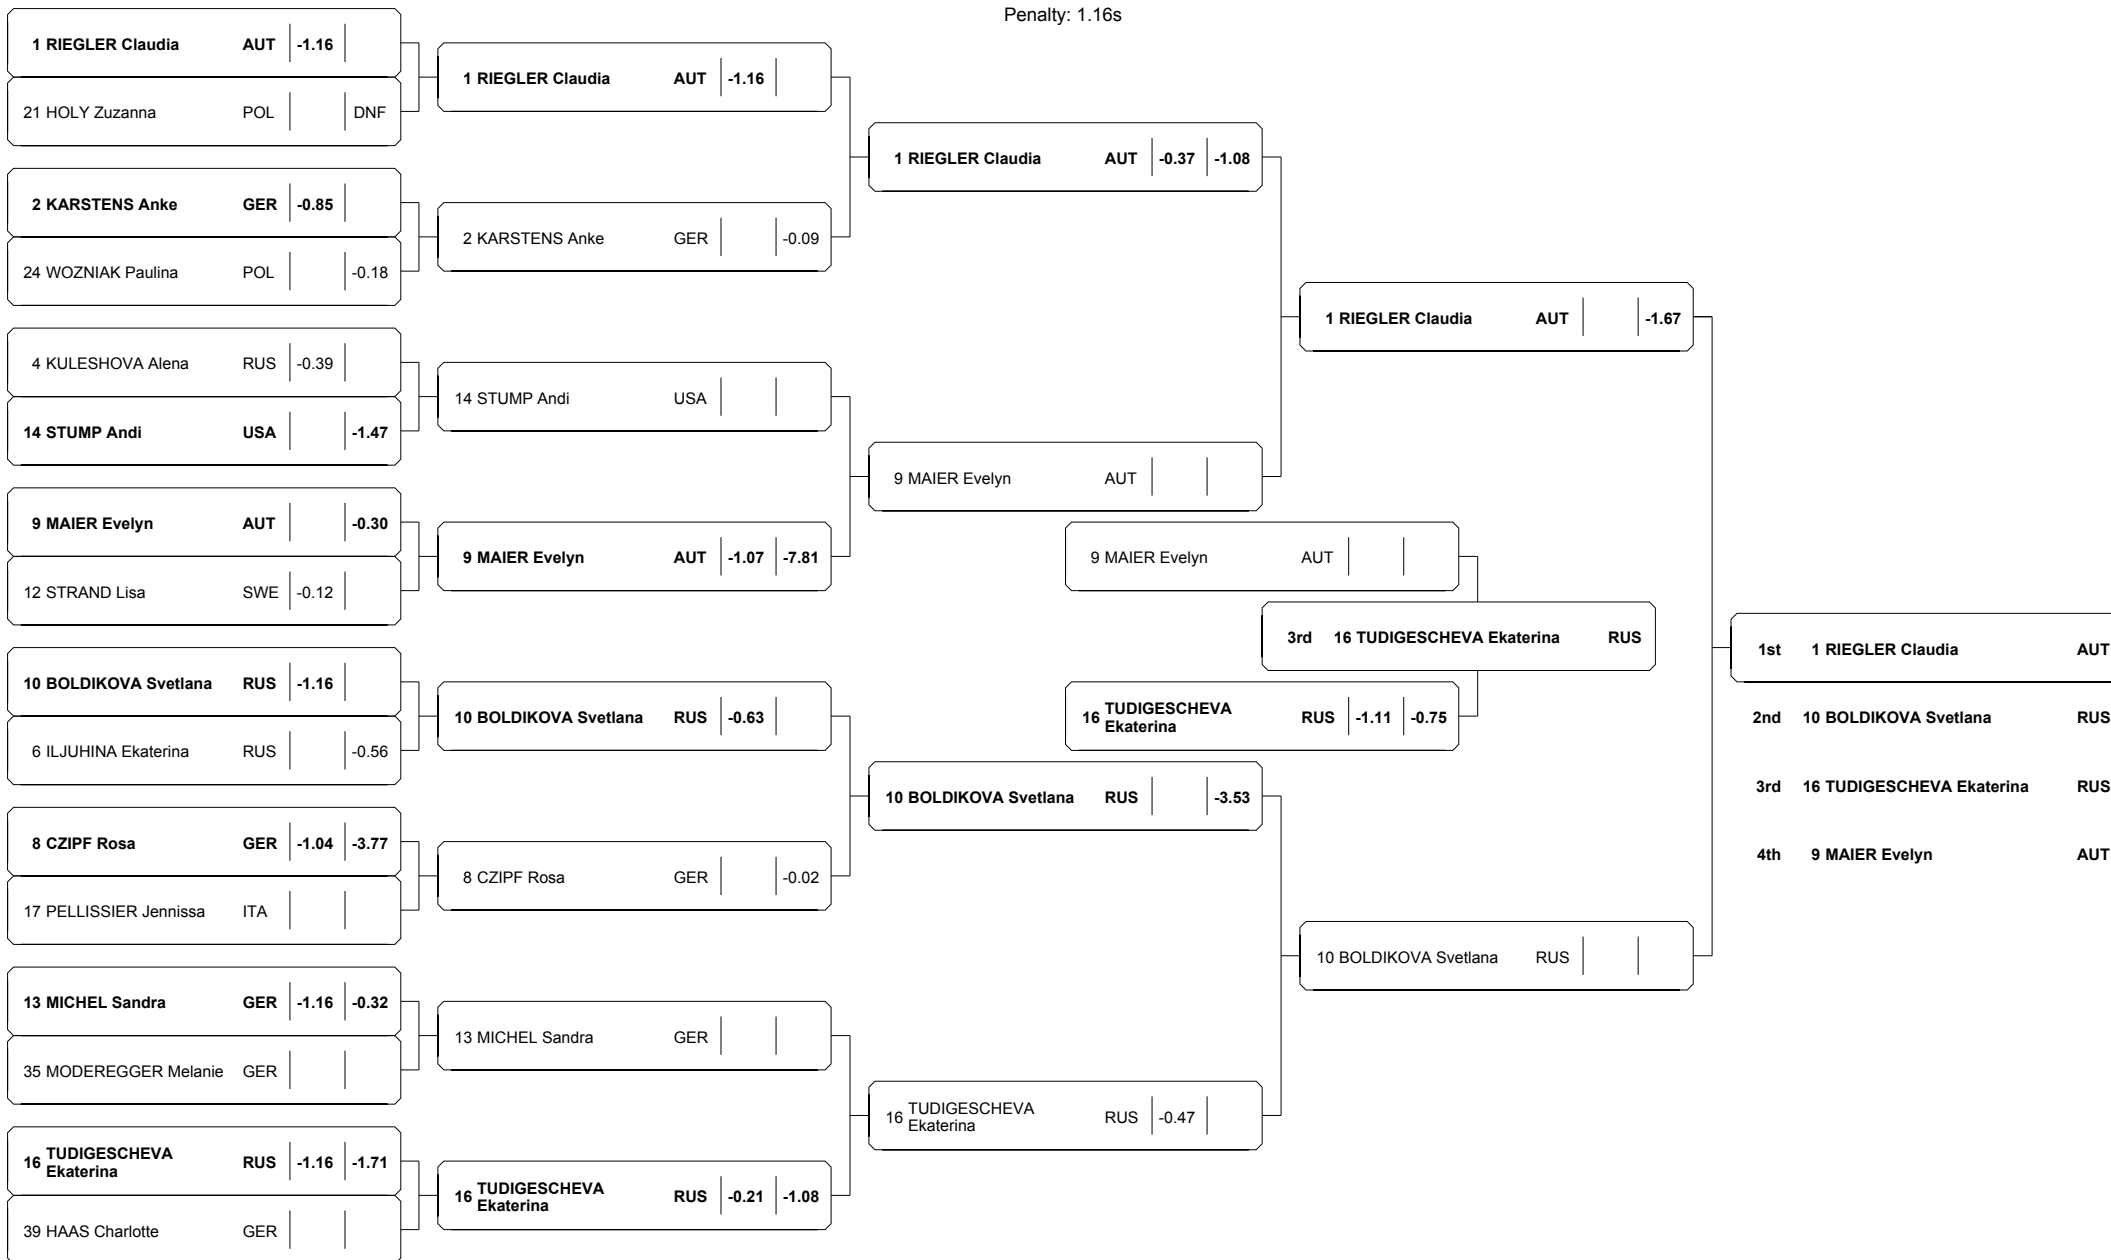 Penalty: 1.16s
1 RIEGLER Claudia AUT -1.16
21 HOLY Zuzanna POL DNF
2 KARSTENS Anke GER -0.85
24 WOZNIAK Paulina POL -0.18
4 KULESHOVA Alena RUS -0.39
14 STUMP Andi USA -1.47
9 MAIER Evelyn AUT -0.30
12 STRAND Lisa SWE -0.12
10 BOLDIKOVA Svetlana RUS -1.16
6 ILJUHINA Ekaterina RUS -0.56
8 CZIPF Rosa GER -1.04 -3.77
17 PELLISSIER Jennissa ITA
13 MICHEL Sandra GER -1.16 -0.32
35 MODEREGGER Melanie GER
16 TUDIGESCHEVA
Ekaterina RUS -1.16 -1.71
39 HAAS Charlotte GER
1 RIEGLER Claudia AUT -1.16
2 KARSTENS Anke GER -0.09
14 STUMP Andi USA
9 MAIER Evelyn AUT -1.07 -7.81
10 BOLDIKOVA Svetlana RUS -0.63
8 CZIPF Rosa GER -0.02
13 MICHEL Sandra GER
16 TUDIGESCHEVA
Ekaterina RUS -0.21 -1.08
1 RIEGLER Claudia AUT -0.37 -1.08
9 MAIER Evelyn AUT
10 BOLDIKOVA Svetlana RUS -3.53
16 TUDIGESCHEVA
Ekaterina RUS -0.47
9 MAIER Evelyn AUT
16 TUDIGESCHEVA
Ekaterina RUS -1.11 -0.75
3rd 16 TUDIGESCHEVA Ekaterina RUS
1 RIEGLER Claudia AUT -1.67
10 BOLDIKOVA Svetlana RUS
1st 1 RIEGLER Claudia AUT
2nd 10 BOLDIKOVA Svetlana RUS
3rd 16 TUDIGESCHEVA Ekaterina RUS
4th 9 MAIER Evelyn AUT